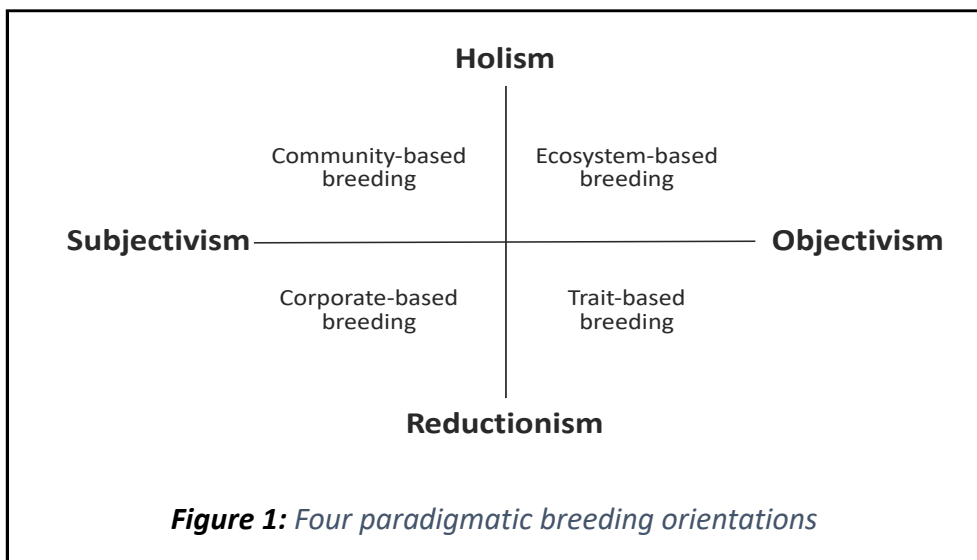 Holism
Community-based
breeding
Ecosystem-based
breeding
Subjectivism
Objectivism
Corporate-based
breeding
Trait-based
breeding
Reductionism
Figure 1: Four paradigmatic breeding orientations